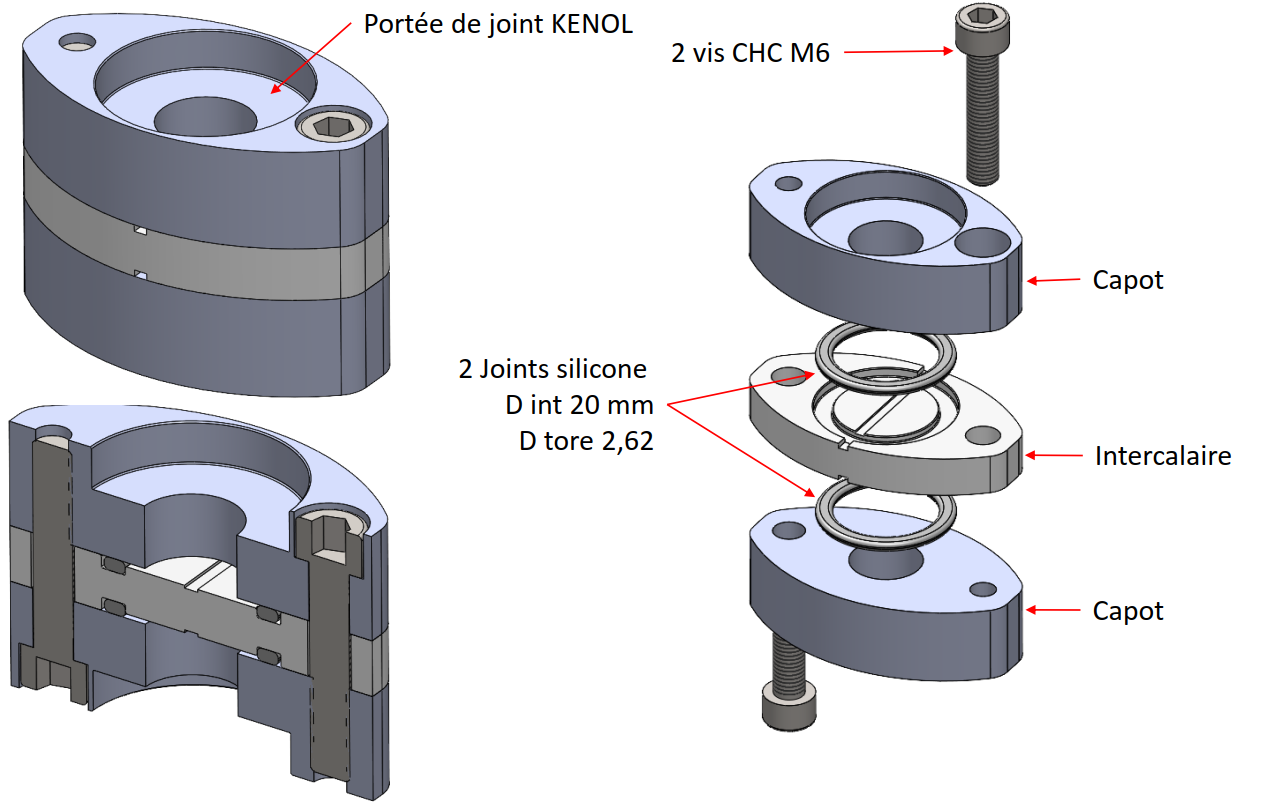 Portée de joint KENOL
2 vis CHC M6
Capot
2 Joints silicone
D int 20 mm
D tore 2,62
Intercalaire
Capot